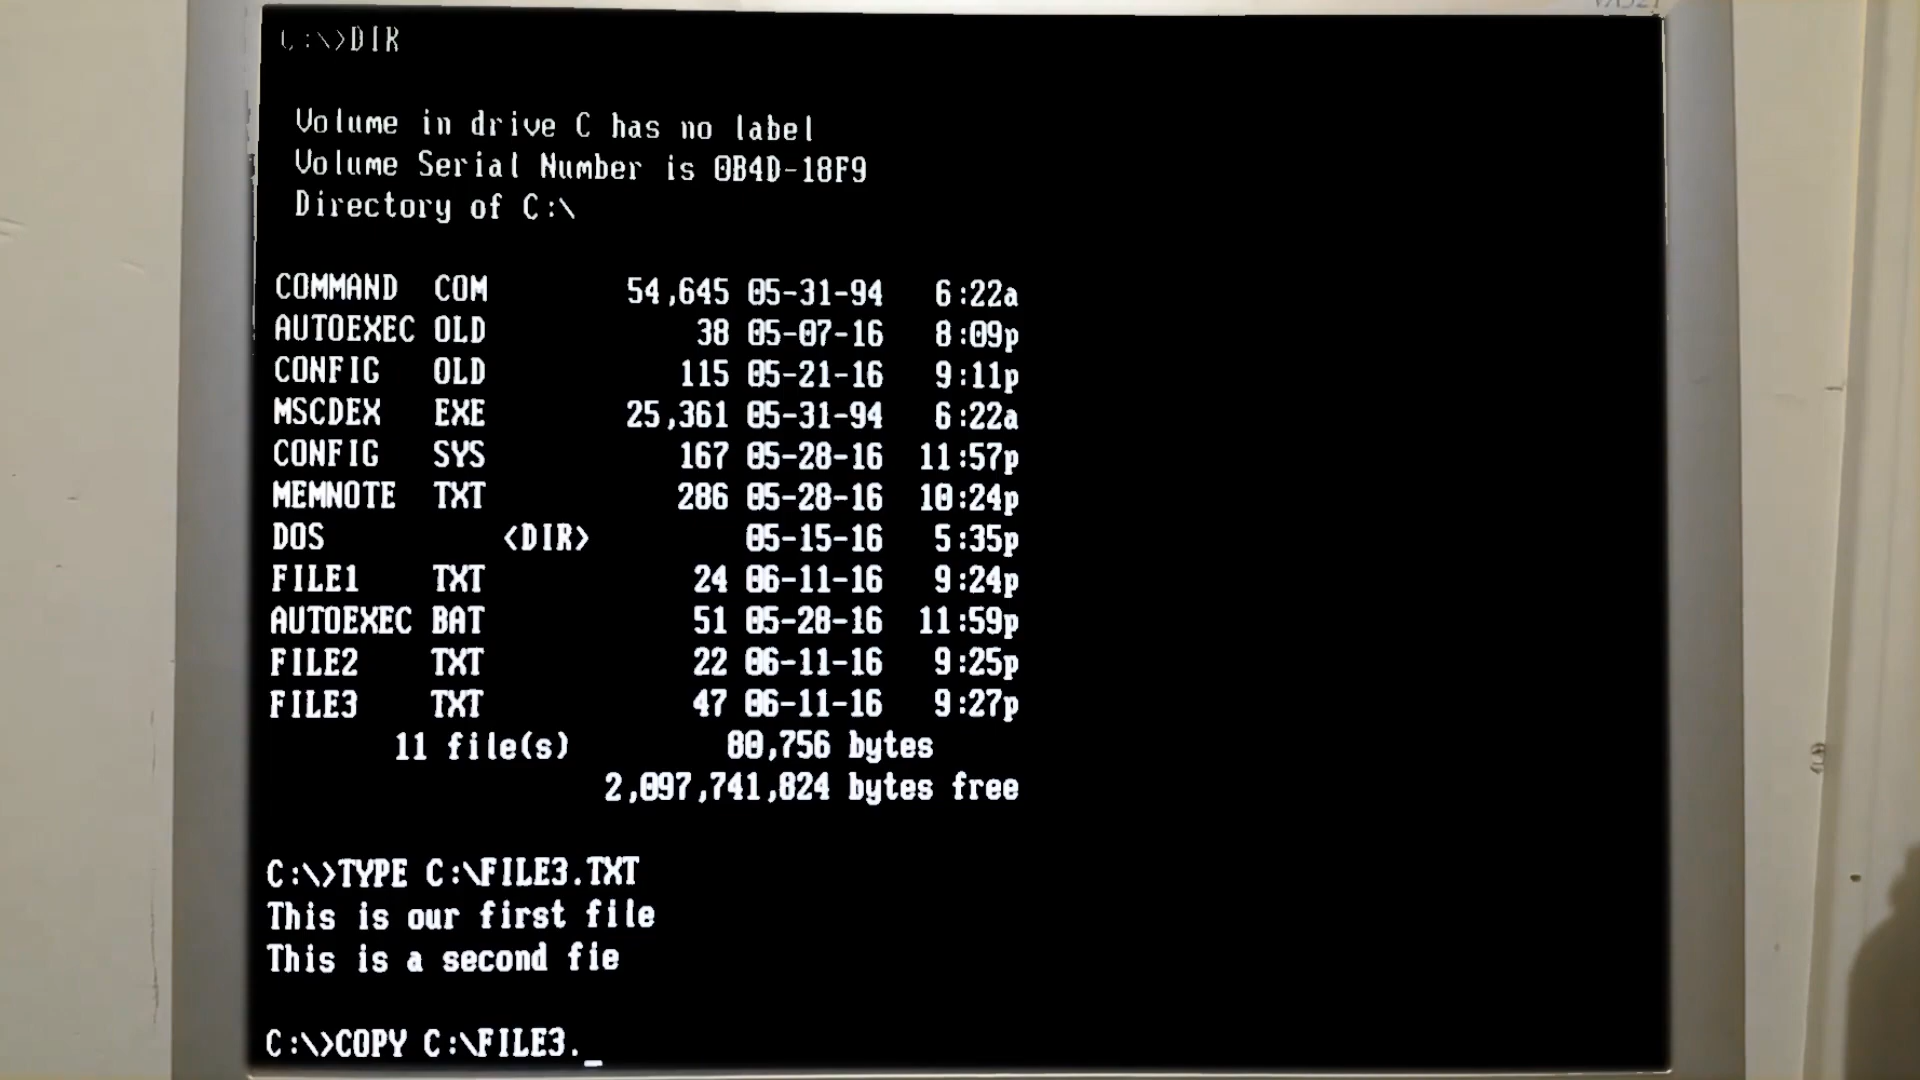 C:\>DIR
Volume in drive C has no label
Volume Serial Number is 0B4D-18F9
Directory of C:\
COMMAND COM 54,645 05-31-94 6:22a
AUTOEXEC OLD 38 05-07-16 8:09p
CONFIG OLD 115 05-21-16 9:11p
MSCDEX EXE 25,361 05-31-94 6:22a
CONFIG SYS 167 05-28-16 11:57p
MEMNOTE TXT 286 05-28-16 10:24p
DOS <DIR> 05-15-16 5:35p
FILE1 TXT 24 06-11-16 9:24p
AUTOEXEC BAT 51 05-28-16 11:59p
FILE2 TXT 22 06-11-16 9:25p
FILE3 TXT 47 06-11-16 9:27p
11 file(s) 80,756 bytes
2,097,741,824 bytes free
C:\>TYPE C:\FILE3.TXT
This is our first file
This is a second fie
C:\>COPY C:\FILE3._